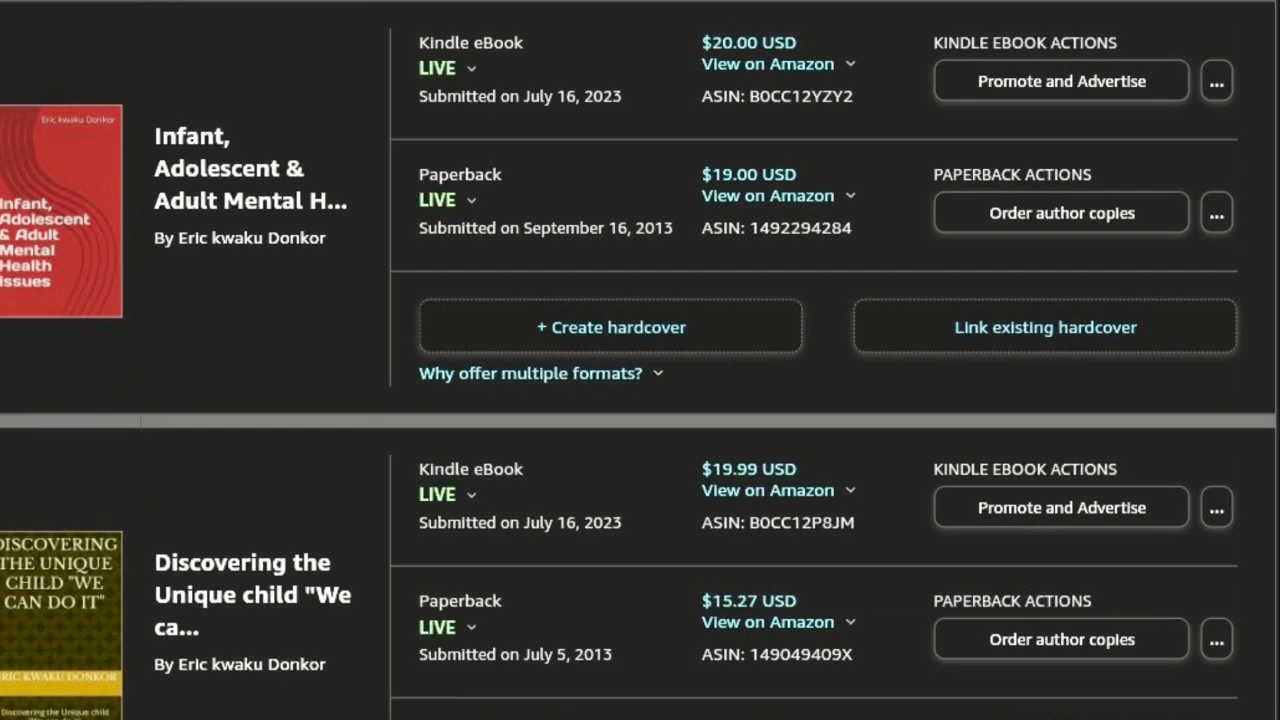 Eric kwaku Donkor
Infant,
Adolescent
& Adult
Mental
Health
Issues
Infant,
Adolescent &
Adult Mental H...
By Eric kwaku Donkor
Kindle eBook
LIVE
Submitted on July 16, 2023
$20.00 USD
View on Amazon
ASIN: B0CC12YZY2
KINDLE EBOOK ACTIONS
Promote and Advertise
...
Paperback
LIVE
Submitted on September 16, 2013
$19.00 USD
View on Amazon
ASIN: 1492294284
PAPERBACK ACTIONS
Order author copies
...
+ Create hardcover
Link existing hardcover
Why offer multiple formats?
DISCOVERING
THE UNIQUE
CHILD "WE
CAN DO IT"
ERIC KWAKU DONKOR
Discovering the Unique child
Discovering the
Unique child "We
ca...
By Eric kwaku Donkor
Kindle eBook
LIVE
Submitted on July 16, 2023
$19.99 USD
View on Amazon
ASIN: B0CC12P8JM
KINDLE EBOOK ACTIONS
Promote and Advertise
...
Paperback
LIVE
Submitted on July 5, 2013
$15.27 USD
View on Amazon
ASIN: 149049409X
PAPERBACK ACTIONS
Order author copies
...